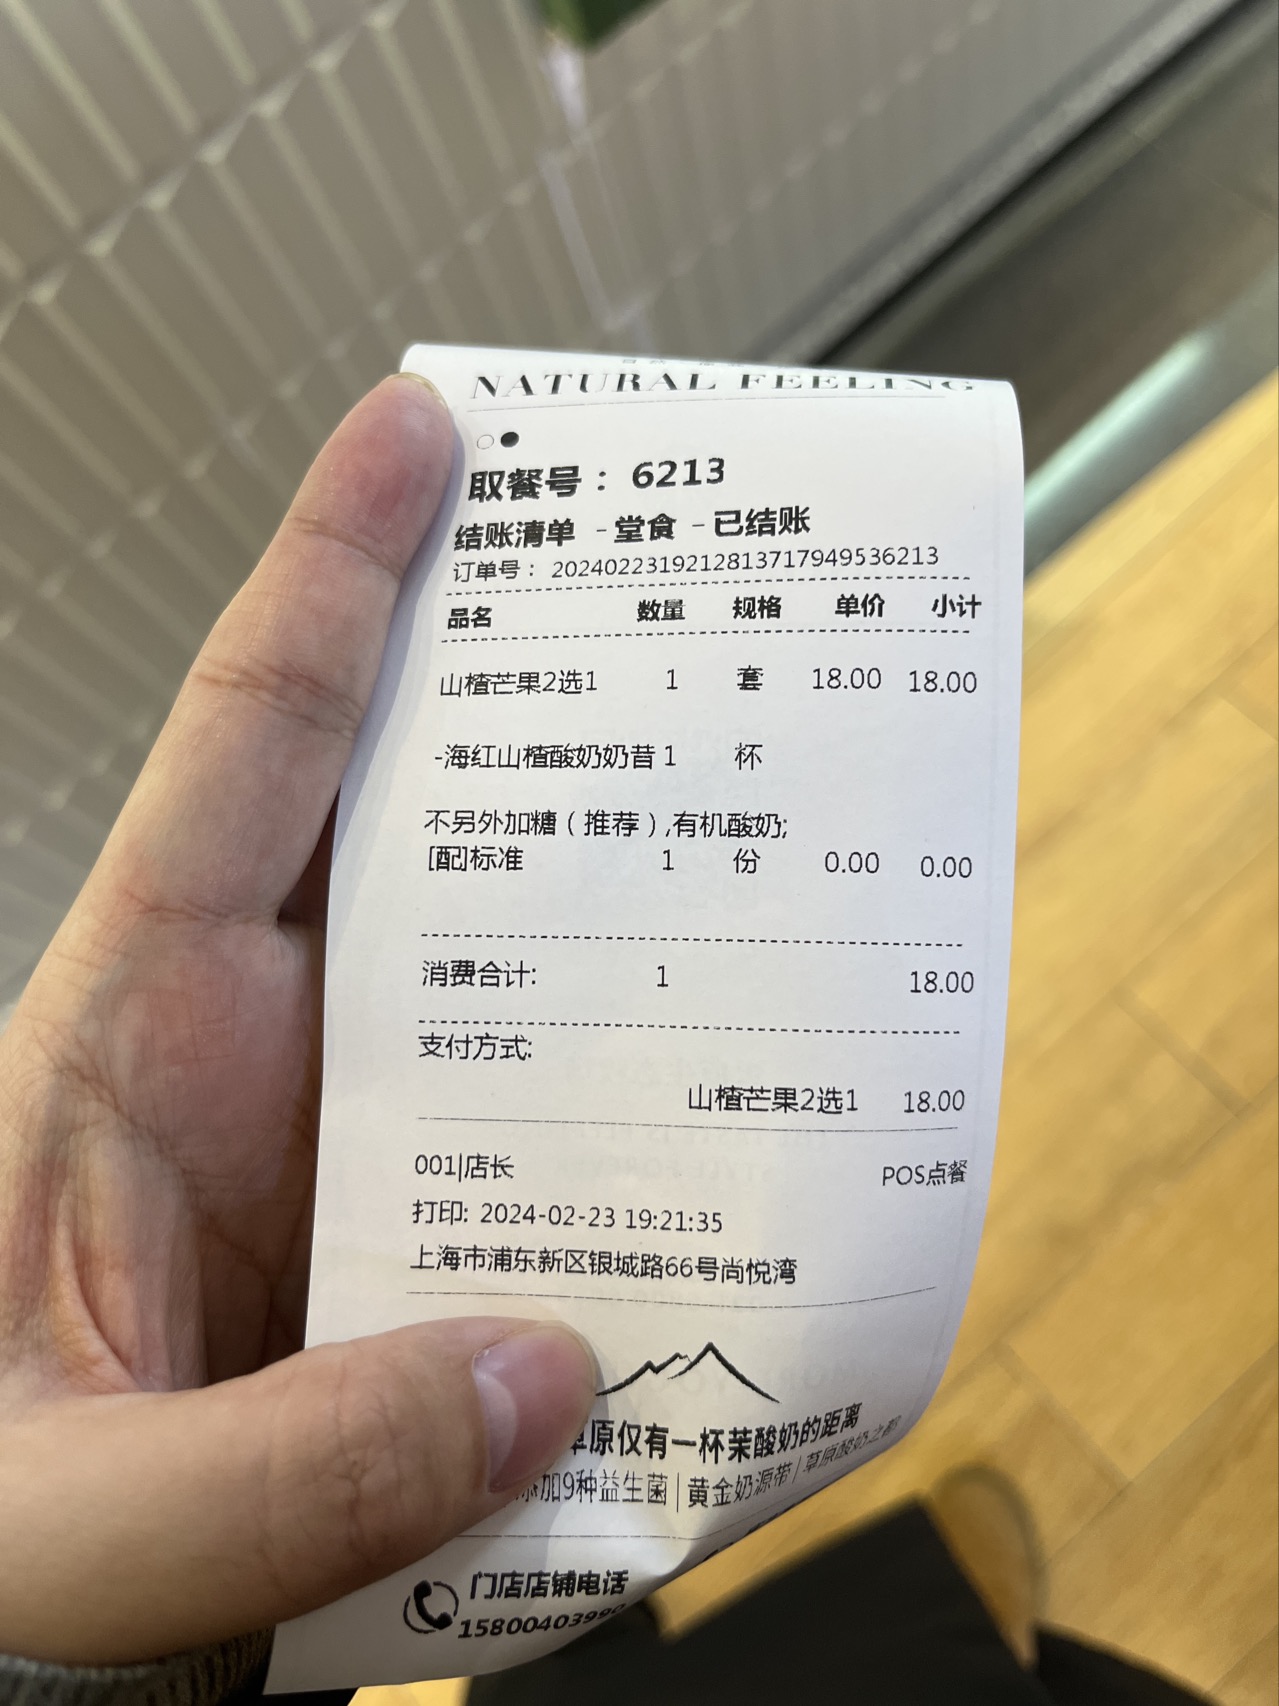 NATURAL FEELING
取餐号： 6213
结账清单 -堂食 -已结账
订单号： 2024022319212813717949536213
品名 数量 规格 单价 小计
山楂芒果2选1 1 套 18.00 18.00
-海红山楂酸奶奶昔 1 杯
不另外加糖（推荐）,有机酸奶;
[配]标准 1 份 0.00 0.00
消费合计: 1 18.00
支付方式:
山楂芒果2选1 18.00
001|店长 POS点餐
打印: 2024-02-23 19:21:35
上海市浦东新区银城路66号尚悦湾
草原仅有一杯茉酸奶的距离
添加9种益生菌|黄金奶源带|草原酸奶之都
门店店铺电话
15800403990